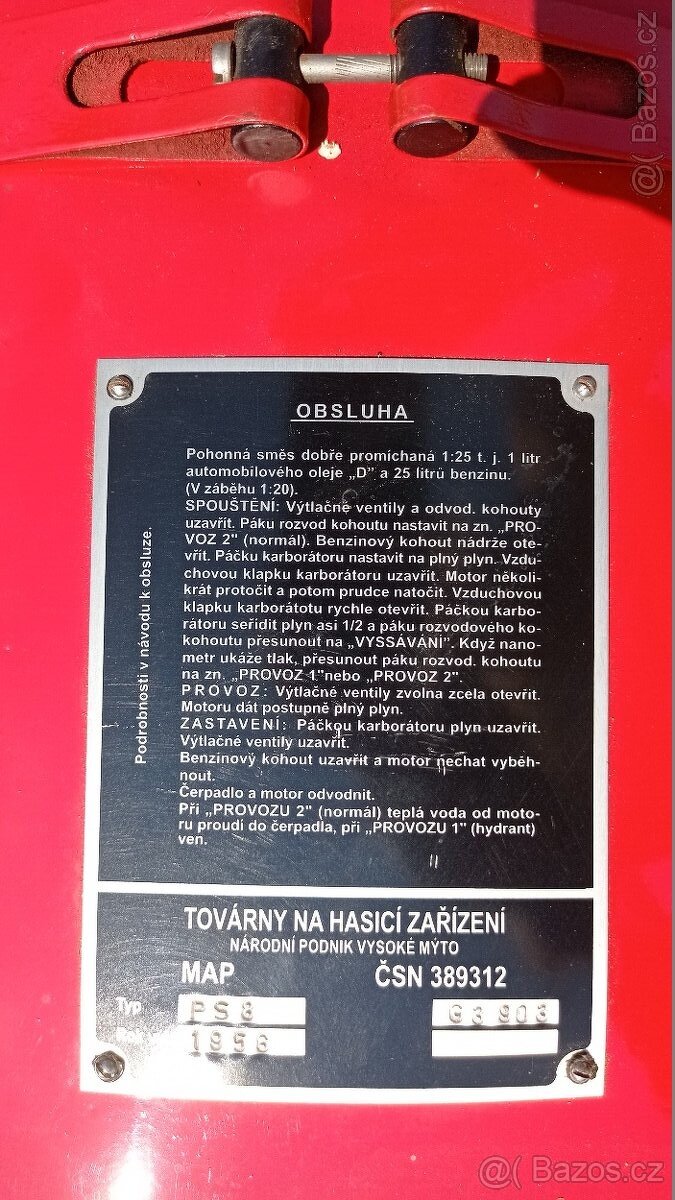 @( Bazos.cz
OBSLUHA
Pohonná směs dobře promíchaná 1:25 t. j. 1 litr
automobilového oleje „D" a 25 litrů benzinu.
(V záběhu 1:20).
SPOUŠTĚNÍ: Výtlačné ventily a odvod. kohouty
uzavřít. Páku rozvod kohoutu nastavit na zn. „PRO-
VOZ 2" (normál). Benzinový kohout nádrže ote-
vřít. Páčku karborátoru nastavit na plný plyn. Vzdu-
chovou klapku karborátoru uzavřít. Motor několi-
krát protočit a potom prudce natočit. Vzduchovou
klapku karborátotu rychle otevřít. Páčkou karbo-
rátoru seřídit plyn asi 1/2 a páku rozvodového ko-
kohoutu přesunout na „VYSSÁVÁNÍ". Když nano-
metr ukáže tlak, přesunout páku rozvod. kohoutu
na zn. „PROVOZ 1"nebo „PROVOZ 2".
PROVOZ: Výtlačné ventily zvolna zcela otevřít.
Motoru dát postupně plný plyn.
ZASTAVENÍ: Páčkou karborátoru plyn uzavřít.
Výtlačné ventily uzavřít.
Benzinový kohout uzavřít a motor nechat vyběh-
nout.
Čerpadlo a motor odvodnit.
Při „PROVOZU 2" (normál) teplá voda od moto-
ru proudí do čerpadla, při „PROVOZU 1" (hydrant)
ven.
Podrobnosti v návodu k obsluze.
TOVÁRNY NA HASICÍ ZAŘÍZENÍ
NÁRODNÍ PODNIK VYSOKÉ MÝTO
MAP ČSN 389312
Typ PS8 G3 903
Rok 1956
@( Bazos.cz